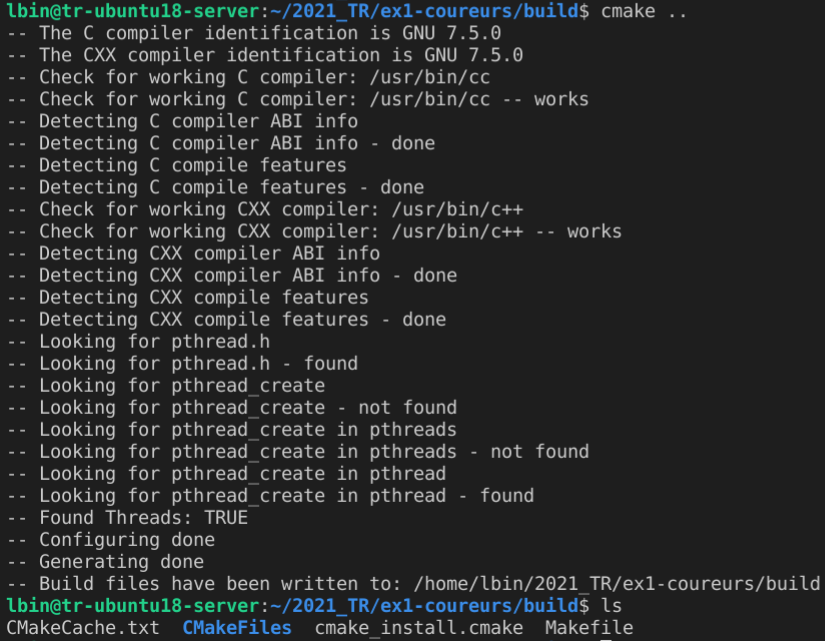 lbin@tr-ubuntu18-server:~/2021_TR/ex1-coureurs/build$ cmake ..
-- The C compiler identification is GNU 7.5.0
-- The CXX compiler identification is GNU 7.5.0
-- Check for working C compiler: /usr/bin/cc
-- Check for working C compiler: /usr/bin/cc -- works
-- Detecting C compiler ABI info
-- Detecting C compiler ABI info - done
-- Detecting C compile features
-- Detecting C compile features - done
-- Check for working CXX compiler: /usr/bin/c++
-- Check for working CXX compiler: /usr/bin/c++ -- works
-- Detecting CXX compiler ABI info
-- Detecting CXX compiler ABI info - done
-- Detecting CXX compile features
-- Detecting CXX compile features - done
-- Looking for pthread.h
-- Looking for pthread.h - found
-- Looking for pthread_create
-- Looking for pthread_create - not found
-- Looking for pthread_create in pthreads
-- Looking for pthread_create in pthreads - not found
-- Looking for pthread_create in pthread
-- Looking for pthread_create in pthread - found
-- Found Threads: TRUE
-- Configuring done
-- Generating done
-- Build files have been written to: /home/lbin/2021_TR/ex1-coureurs/build
lbin@tr-ubuntu18-server:~/2021_TR/ex1-coureurs/build$ ls
CMakeCache.txt  CMakeFiles  cmake_install.cmake  Makefile